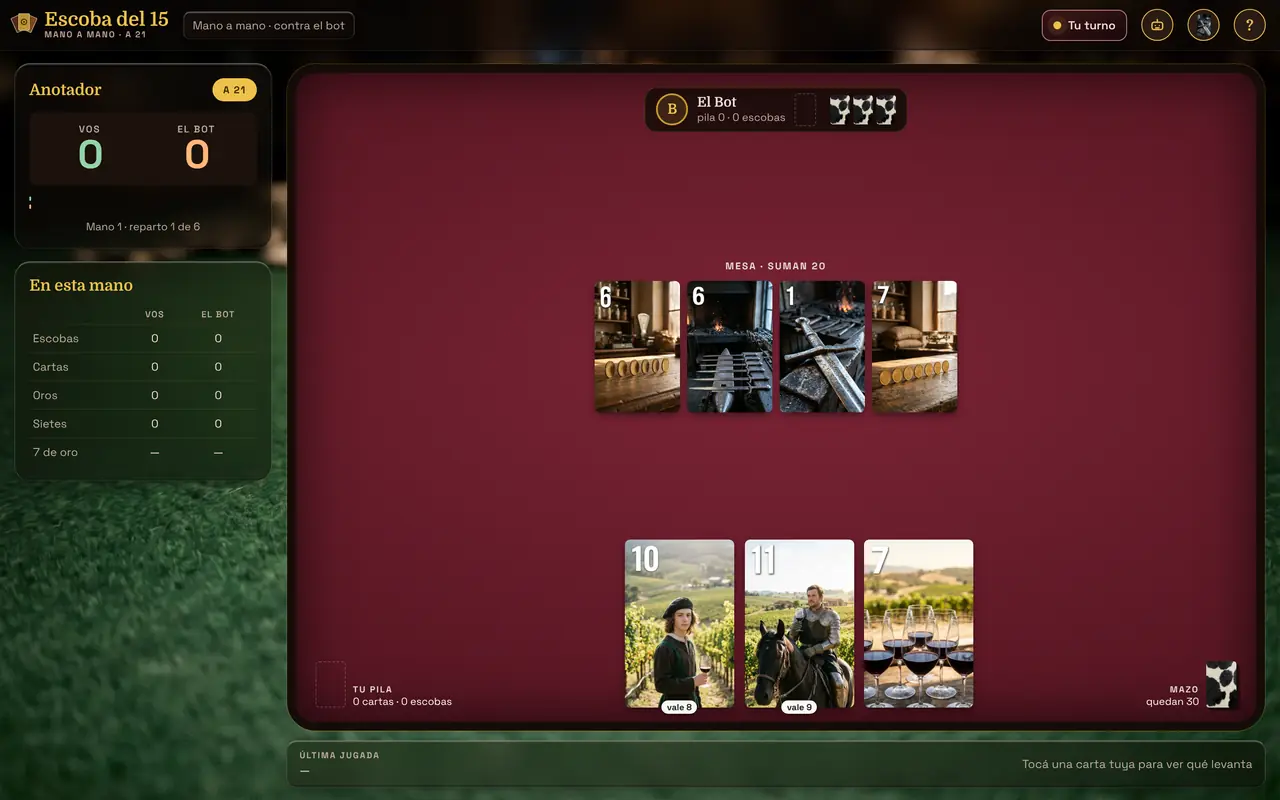 Escoba del 15
MANO A MANO · A 21
Mano a mano · contra el bot
Tu turno
?
Anotador
A 21
VOS
EL BOT
0
0
Mano 1 · reparto 1 de 6
En esta mano
VOS
EL BOT
Escobas
0
0
Cartas
0
0
Oros
0
0
Sietes
0
0
7 de oro
—
—
B
El Bot
pila 0 · 0 escobas
MESA · SUMAN 20
6
6
1
7
10
11
7
vale 8
vale 9
TU PILA
0 cartas · 0 escobas
MAZO
quedan 30
ÚLTIMA JUGADA
—
Tocá una carta tuya para ver qué levanta